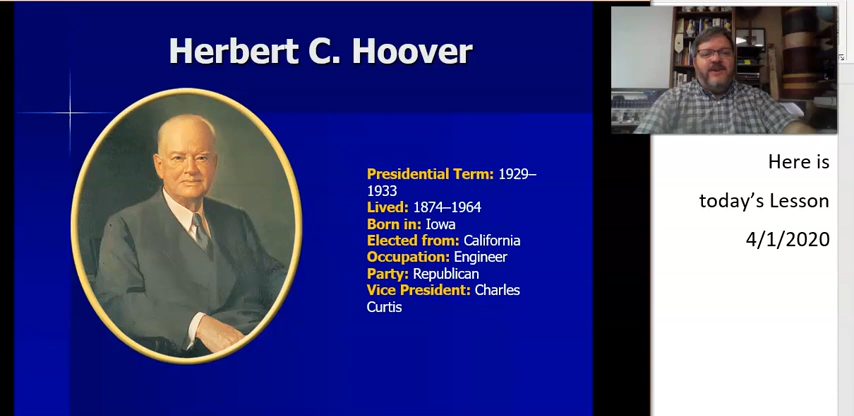 Herbert C. Hoover
Presidential Term: 1929–
1933
Lived: 1874–1964
Born in: Iowa
Elected from: California
Occupation: Engineer
Party: Republican
Vice President: Charles
Curtis
Here is
today’s Lesson
4/1/2020